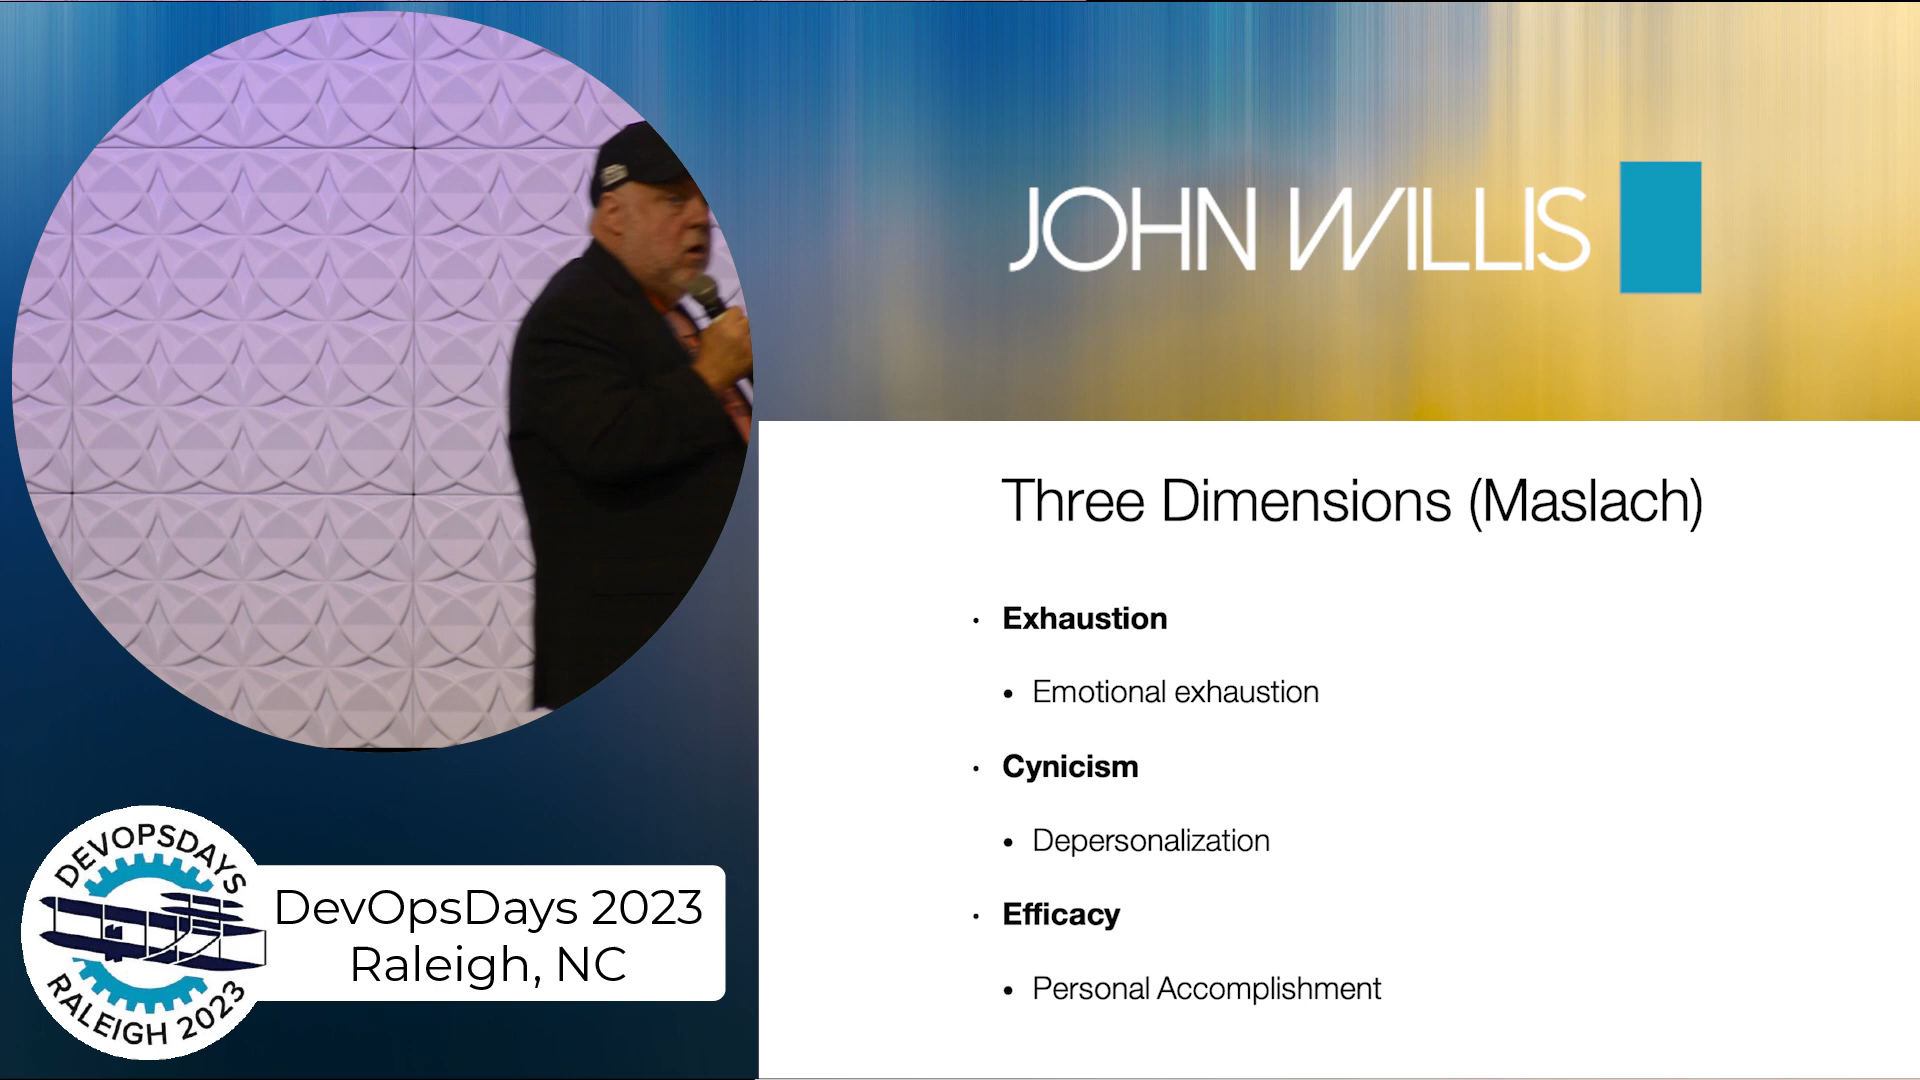 JOHN WILLIS
Three Dimensions (Maslach)
Exhaustion
Emotional exhaustion
Cynicism
Depersonalization
Efficacy
Personal Accomplishment
DEVOPSDAYS
RALEIGH 2023
DevOpsDays 2023
Raleigh, NC